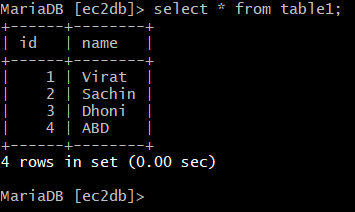 MariaDB [ec2db]> select * from table1;
+------+--------+
| id   | name   |
+------+--------+
|    1 | Virat  |
|    2 | Sachin |
|    3 | Dhoni  |
|    4 | ABD    |
+------+--------+
4 rows in set (0.00 sec)
MariaDB [ec2db]>